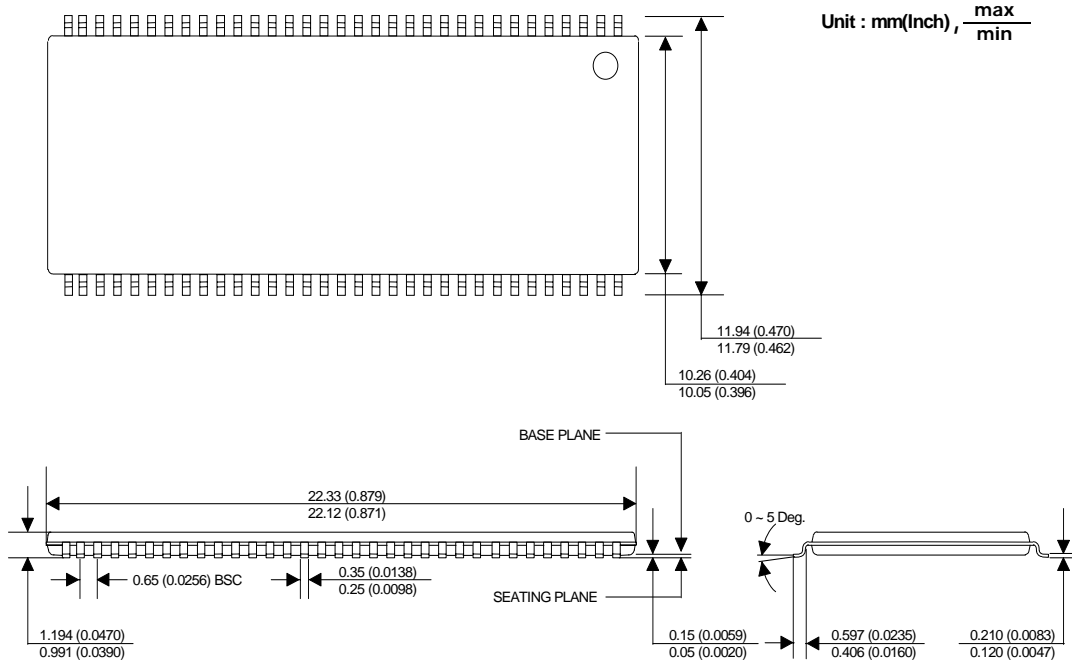 Unit : mm(Inch) , max
min
11.94 (0.470)
11.79 (0.462)
10.26 (0.404)
10.05 (0.396)
BASE PLANE
22.33 (0.879)
22.12 (0.871)
0 ~ 5 Deg.
0.65 (0.0256) BSC
0.35 (0.0138)
0.25 (0.0098)
SEATING PLANE
1.194 (0.0470)
0.991 (0.0390)
0.15 (0.0059)
0.05 (0.0020)
0.597 (0.0235)
0.406 (0.0160)
0.210 (0.0083)
0.120 (0.0047)